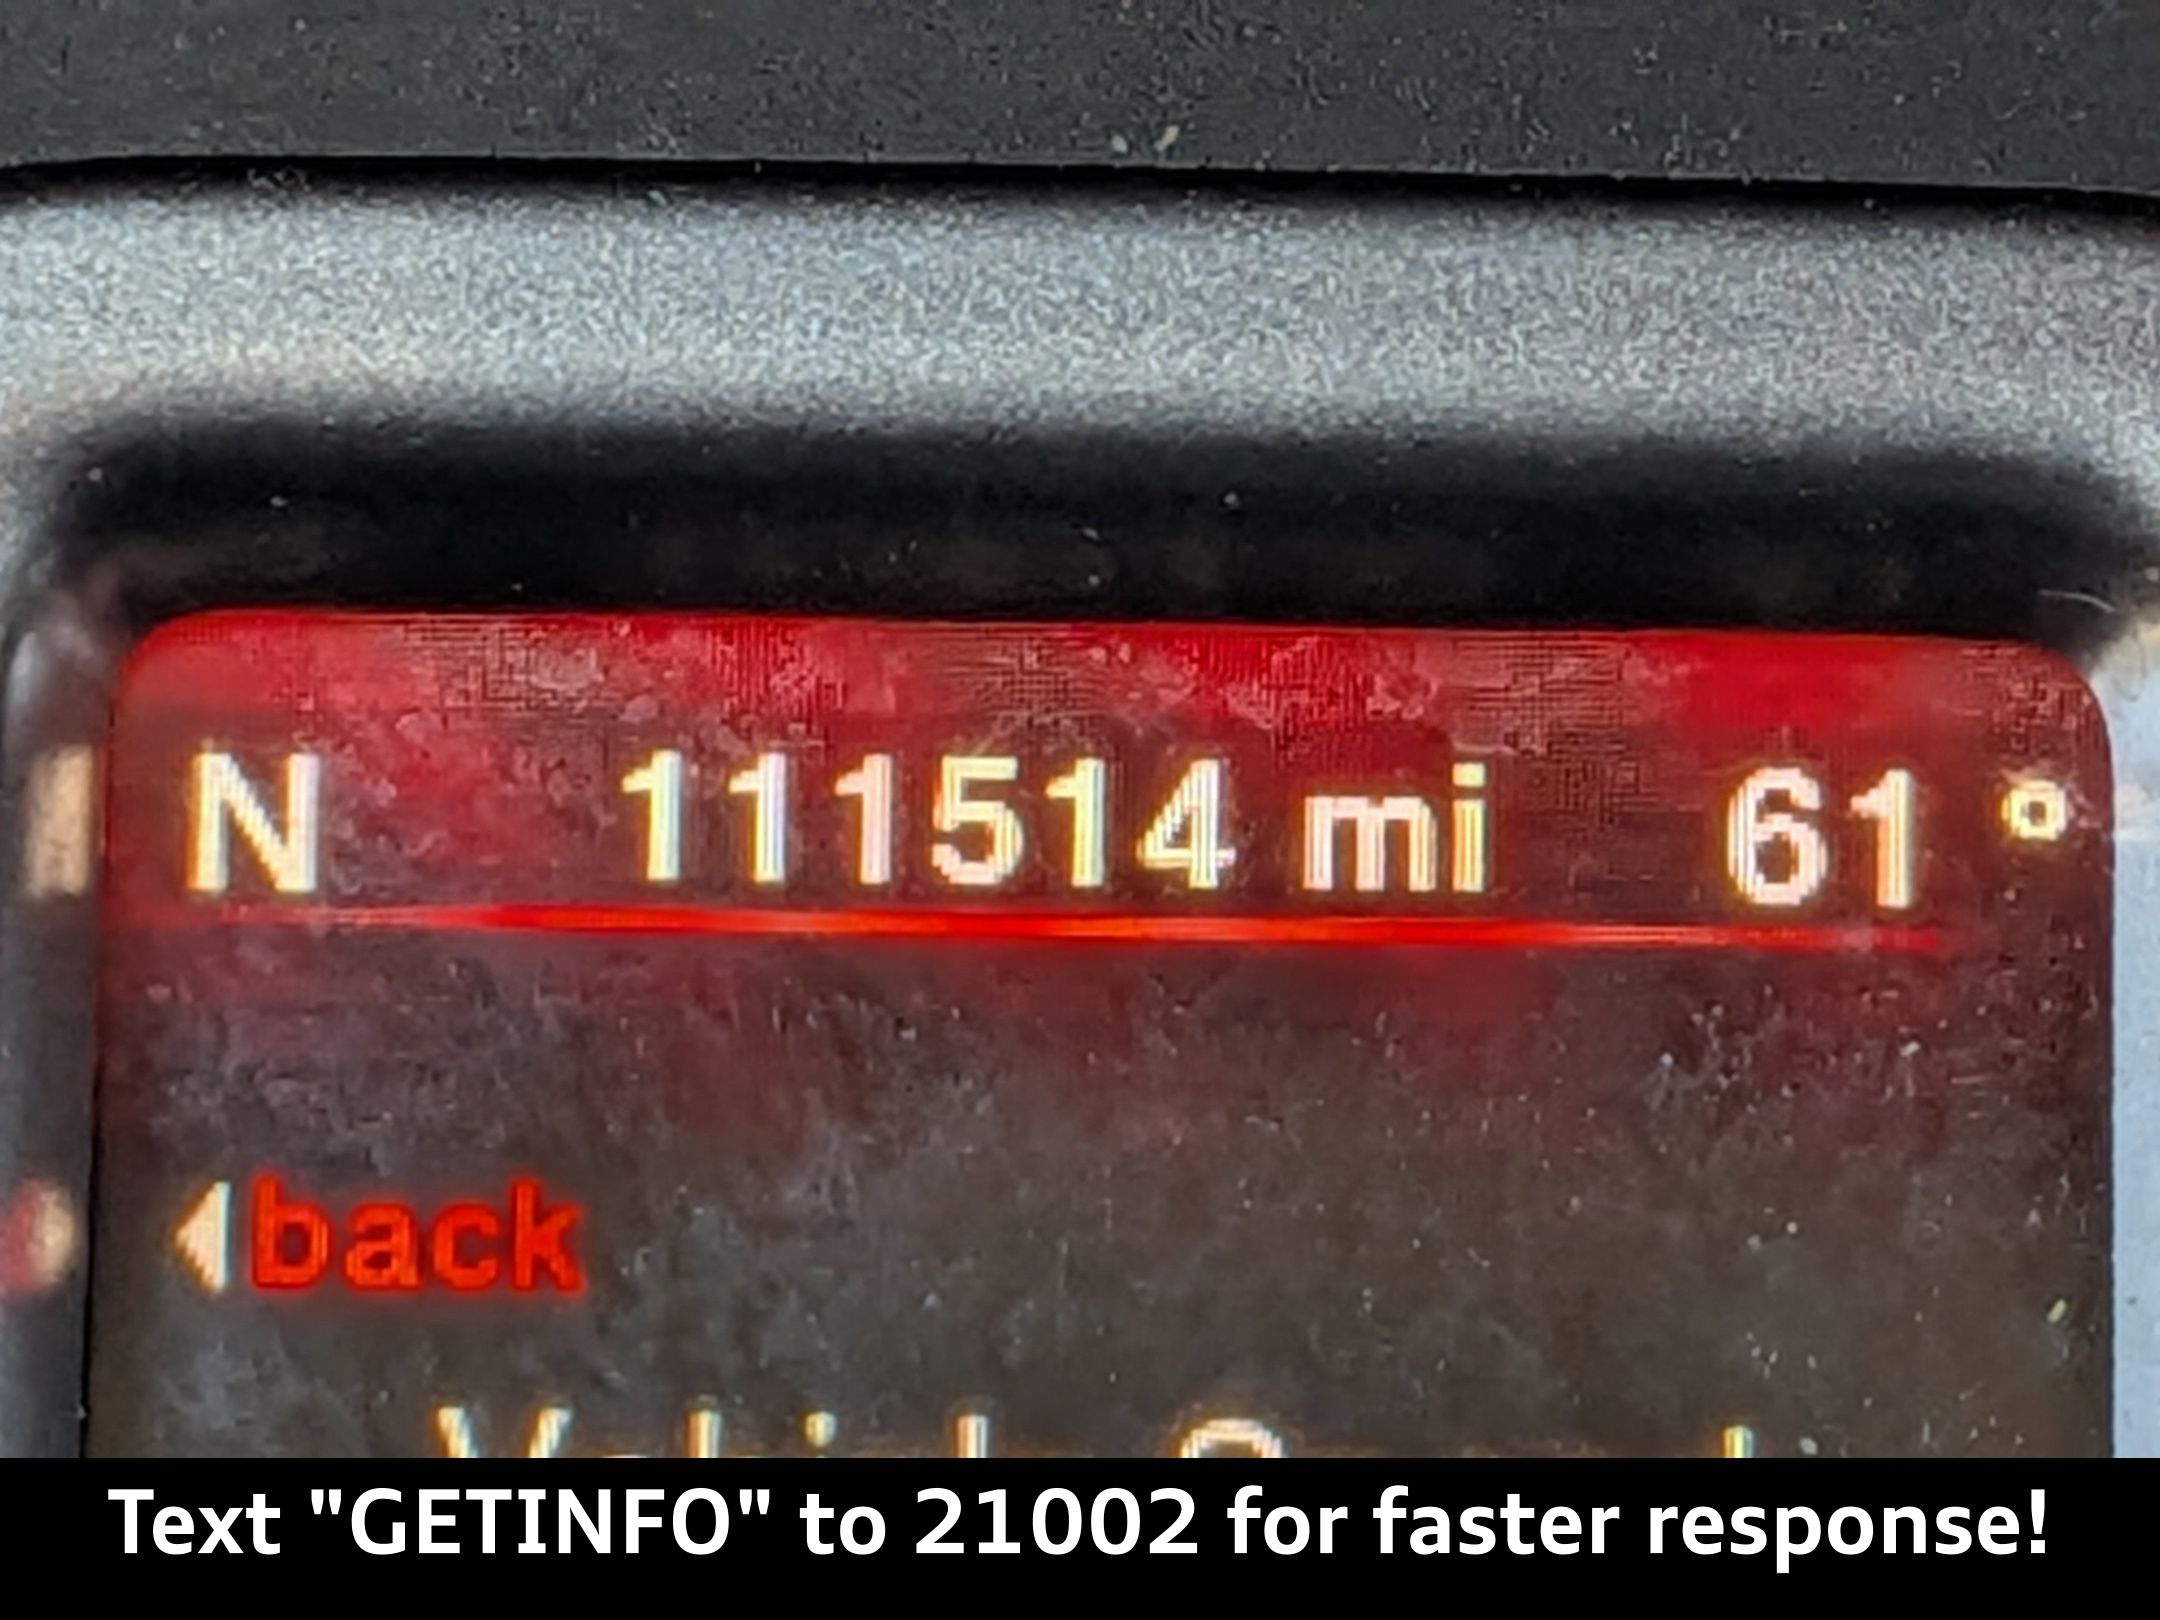 N 111514 mi 61 °
back
Text "GETINFO" to 21002 for faster response!